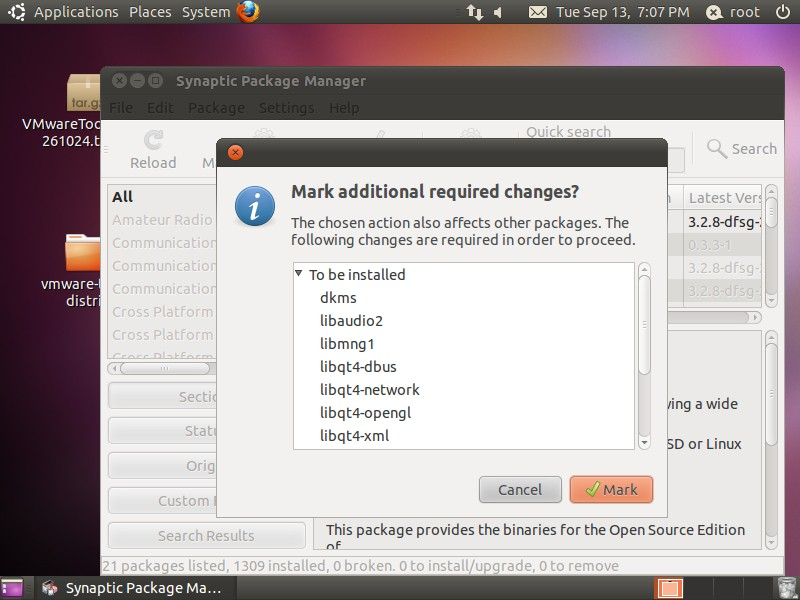 Applications Places System
Tue Sep 13, 7:07 PM
root
tar.gz
VMwareToo
261024.t
vmware-
distri
Synaptic Package Manager
File Edit Package Settings Help
Reload
M
Quick search
Search
All
Amateur Radio
Communication
Communication
Communication
Cross Platform
Cross Platform
Cross Platform
Latest Vers
3.2.8-dfsg-
0.3.3-1
3.2.8-dfsg-
3.2.8-dfsg-
Mark additional required changes?
The chosen action also affects other packages. The
following changes are required in order to proceed.
To be installed
dkms
libaudio2
libmng1
libqt4-dbus
libqt4-network
libqt4-opengl
libqt4-xml
Cancel
Mark
Sectio
Statu
Orig
Custom
Search Results
ving a wide
SD or Linux
This package provides the binaries for the Open Source Edition
of
21 packages listed, 1309 installed, 0 broken. 0 to install/upgrade, 0 to remove
Synaptic Package Ma...